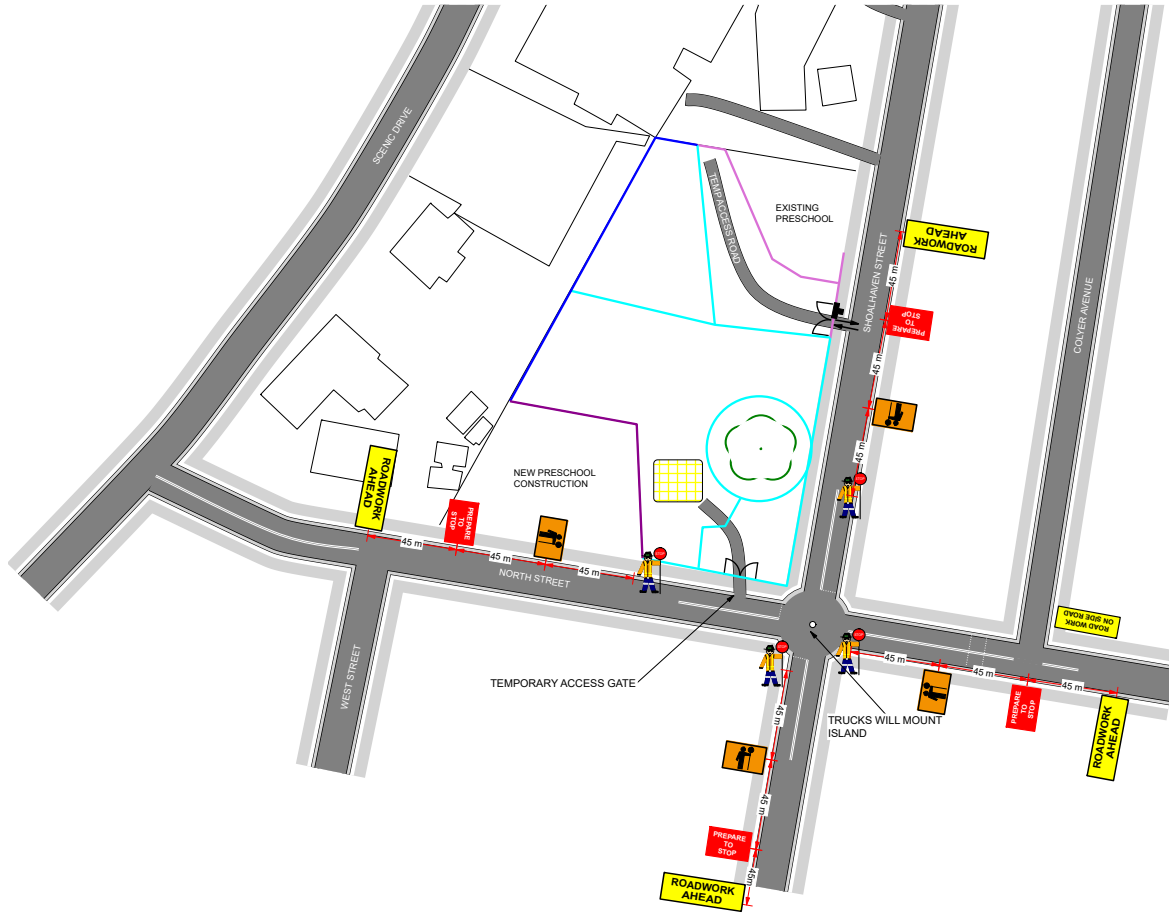 SCENIC DRIVE
EXISTING
PRESCHOOL
TEMP ACCESS ROAD
SHOALHAVEN STREET
COLYER AVENUE
ROADWORK
AHEAD
45 m
PREPARE
TO
STOP
45 m
45 m
STOP
NEW PRESCHOOL
CONSTRUCTION
ROADWORK
AHEAD
45 m
PREPARE
TO
STOP
45 m
45 m
STOP
NORTH STREET
WEST STREET
TEMPORARY ACCESS GATE
STOP
STOP
TRUCKS WILL MOUNT
ISLAND
ROAD WORK
ON SIDE ROAD
45 m
45 m
PREPARE
TO
STOP
45 m
ROADWORK
AHEAD
45 m
45 m
PREPARE
TO
STOP
45m
ROADWORK
AHEAD